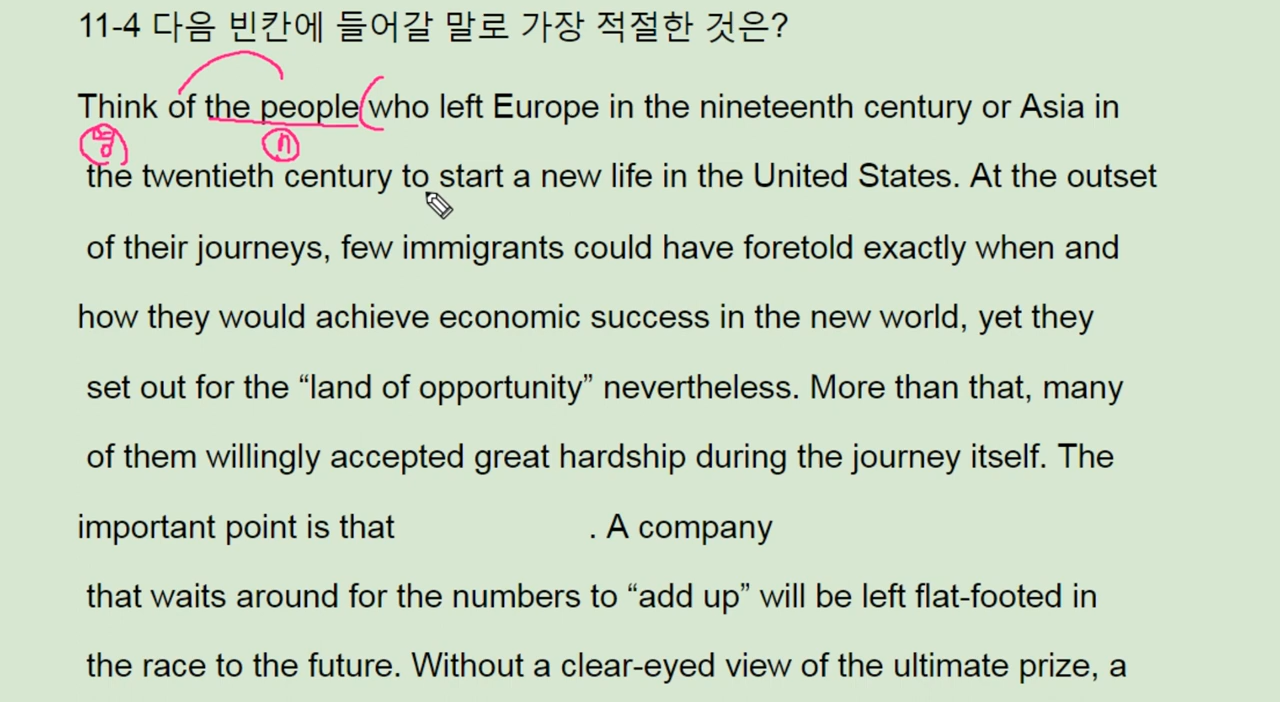 11-4 다음 빈칸에 들어갈 말로 가장 적절한 것은?
Think of the people who left Europe in the nineteenth century or Asia in
명 n
the twentieth century to start a new life in the United States. At the outset
of their journeys, few immigrants could have foretold exactly when and
how they would achieve economic success in the new world, yet they
set out for the “land of opportunity” nevertheless. More than that, many
of them willingly accepted great hardship during the journey itself. The
important point is that . A company
that waits around for the numbers to “add up” will be left flat-footed in
the race to the future. Without a clear-eyed view of the ultimate prize, a